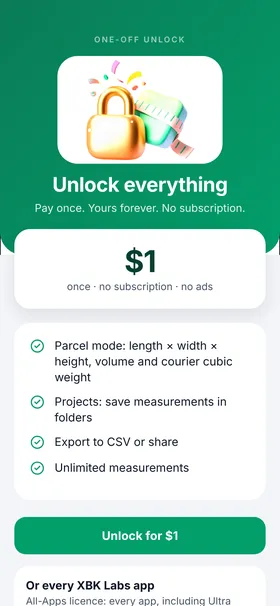 ONE-OFF UNLOCK
Unlock everything
Pay once. Yours forever. No subscription.
$1
once · no subscription · no ads
Parcel mode: length × width ×
height, volume and courier cubic
weight
Projects: save measurements in
folders
Export to CSV or share
Unlimited measurements
Unlock for $1
Or every XBK Labs app
All-Apps licence: every app, including Ultra